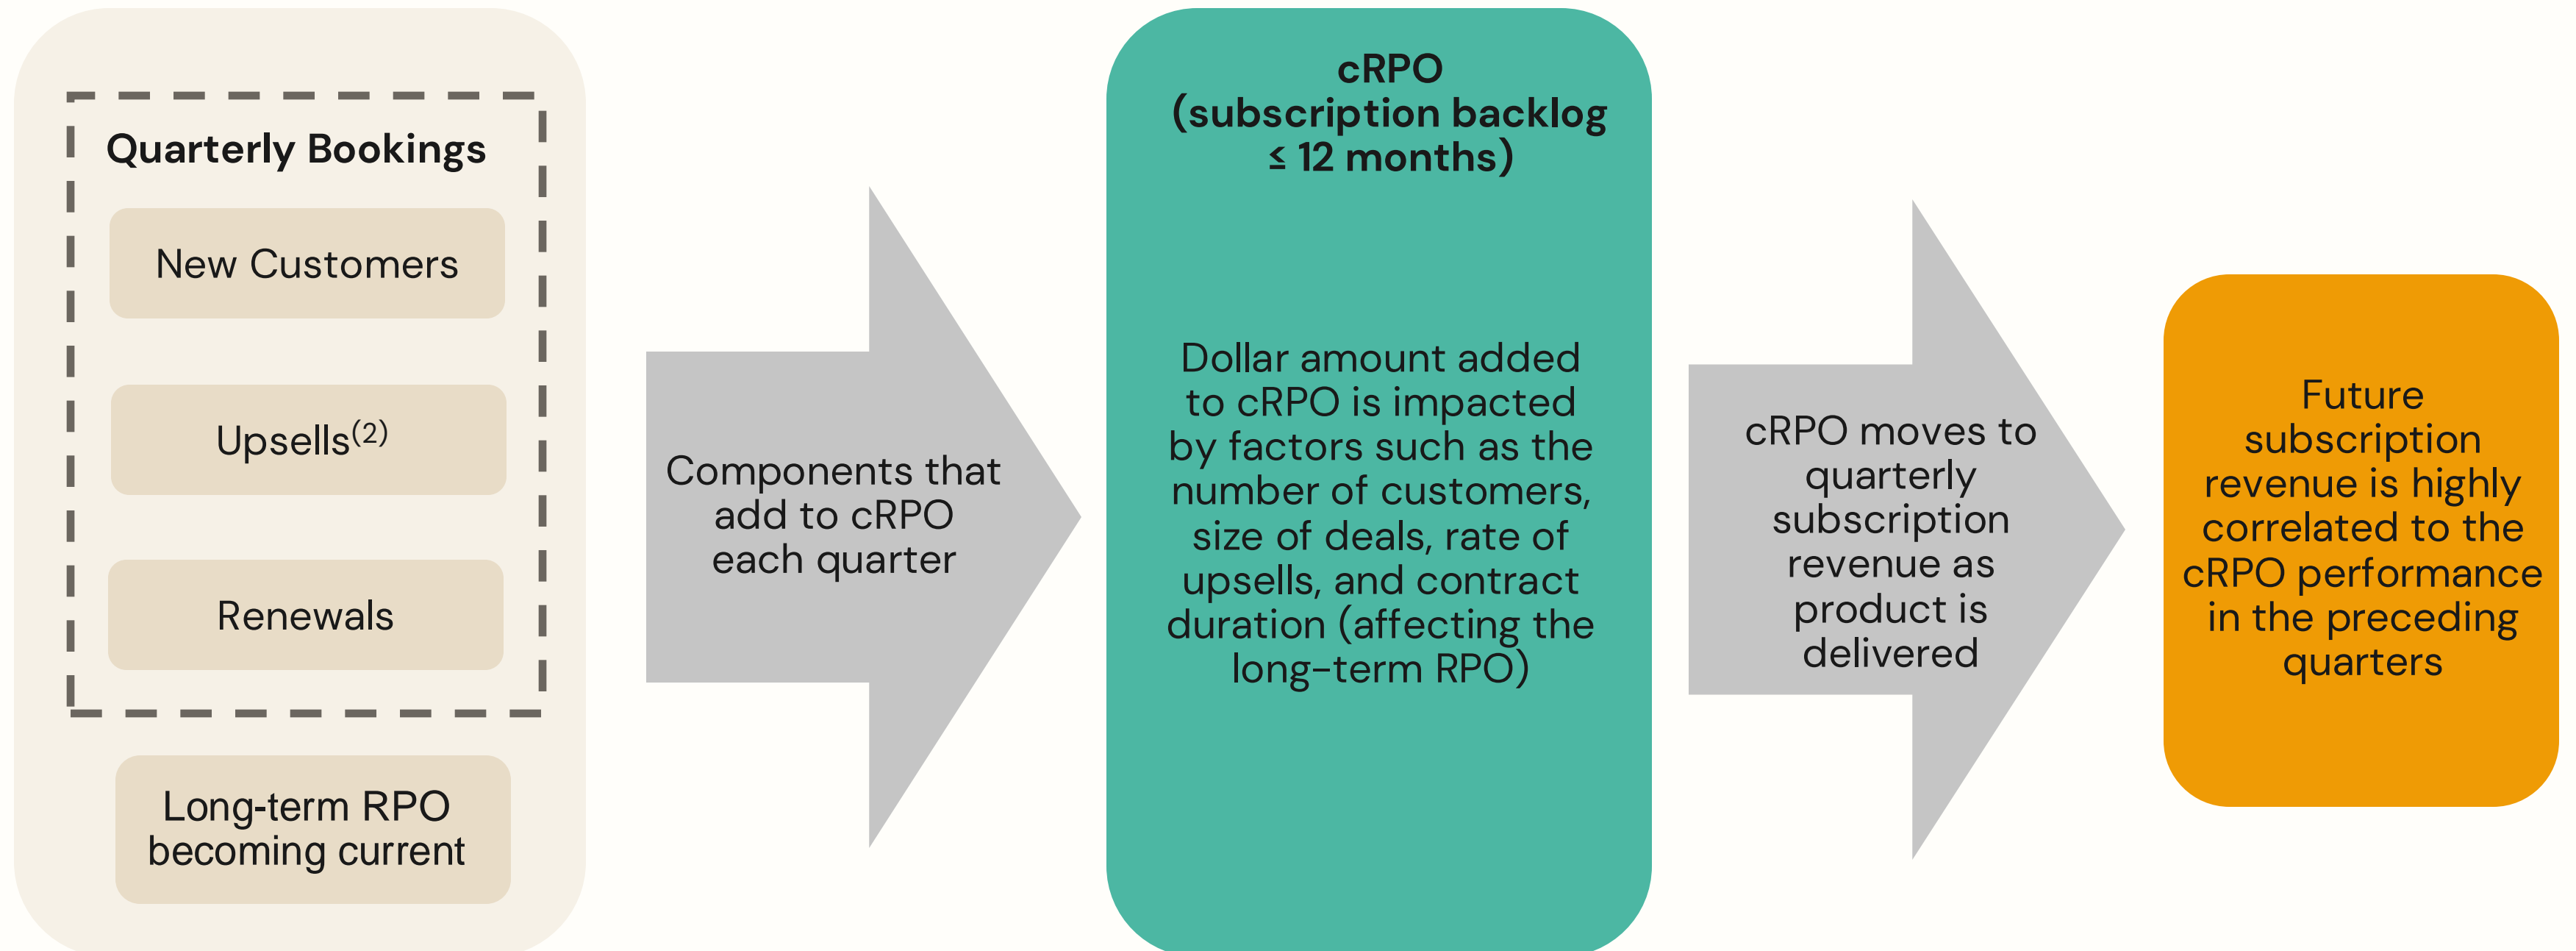 Quarterly Bookings
New Customers
Upsells(2)
Renewals
Long-term RPO
becoming current
Components that
add to cRPO
each quarter
cRPO
(subscription backlog
≤ 12 months)
Dollar amount added
to cRPO is impacted
by factors such as the
number of customers,
size of deals, rate of
upsells, and contract
duration (affecting the
long-term RPO)
cRPO moves to
quarterly
subscription
revenue as
product is
delivered
Future
subscription
revenue is highly
correlated to the
cRPO performance
in the preceding
quarters